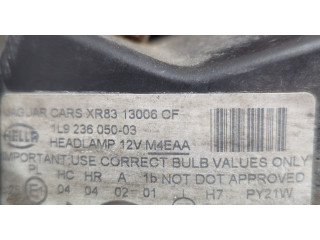 JAGUAR CARS XR83 13006 CF
HELLA 1L9 236 050-03
HEADLAMP 12V M4EAA
IMPORTANT USE CORRECT BULB VALUES ONLY
PL HC HR A 1b NOT DOT APPROVED
04 04 02 01 L H7 PY21W